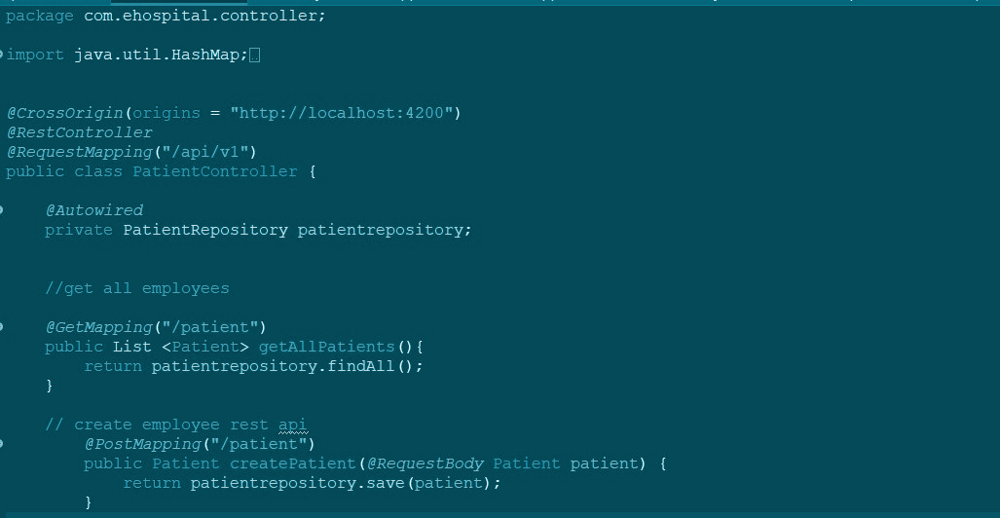 package com.ehospital.controller;
import java.util.HashMap;
@CrossOrigin(origins = "http://localhost:4200")
@RestController
@RequestMapping("/api/v1")
public class PatientController {
@Autowired
private PatientRepository patientrepository;
//get all employees
@GetMapping("/patient")
public List <Patient> getAllPatients(){
return patientrepository.findAll();
}
// create employee rest api
@PostMapping("/patient")
public Patient createPatient(@RequestBody Patient patient) {
return patientrepository.save(patient);
}